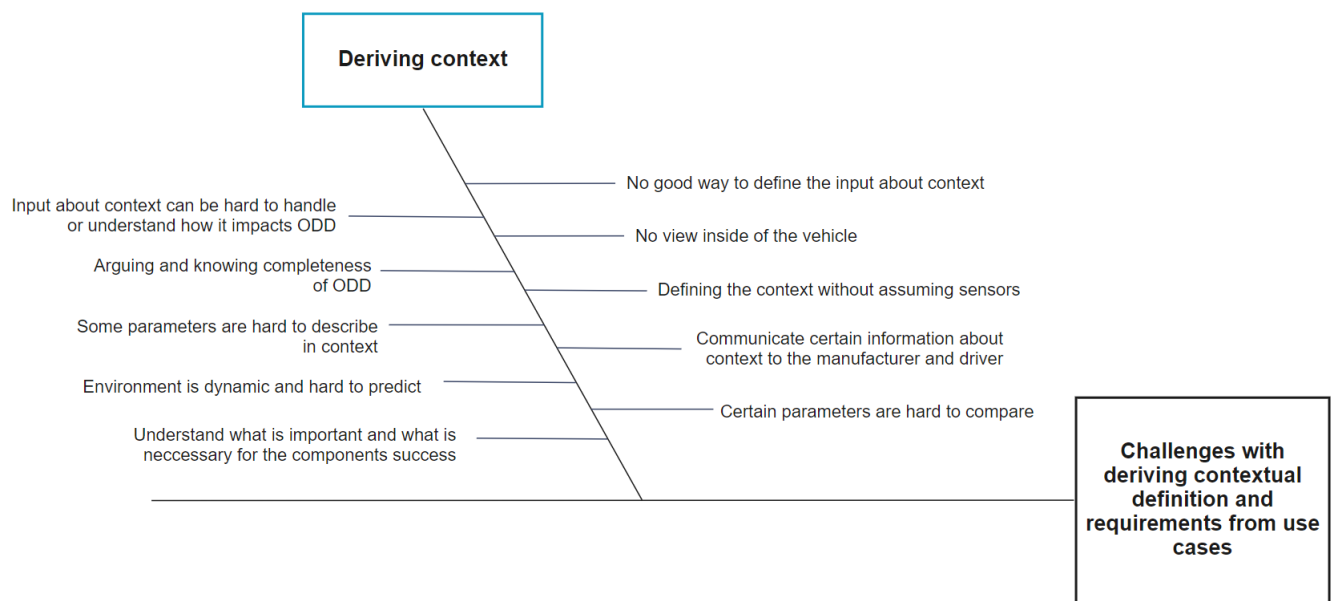 Deriving context
No good way to define the input about context
Input about context can be hard to handle
or understand how it impacts ODD
No view inside of the vehicle
Arguing and knowing completeness
of ODD
Defining the context without assuming sensors
Some parameters are hard to describe
in context
Communicate certain information about
context to the manufacturer and driver
Environment is dynamic and hard to predict
Certain parameters are hard to compare
Understand what is important and what is
neccessary for the components success
Challenges with
deriving contextual
definition and
requirements from use
cases